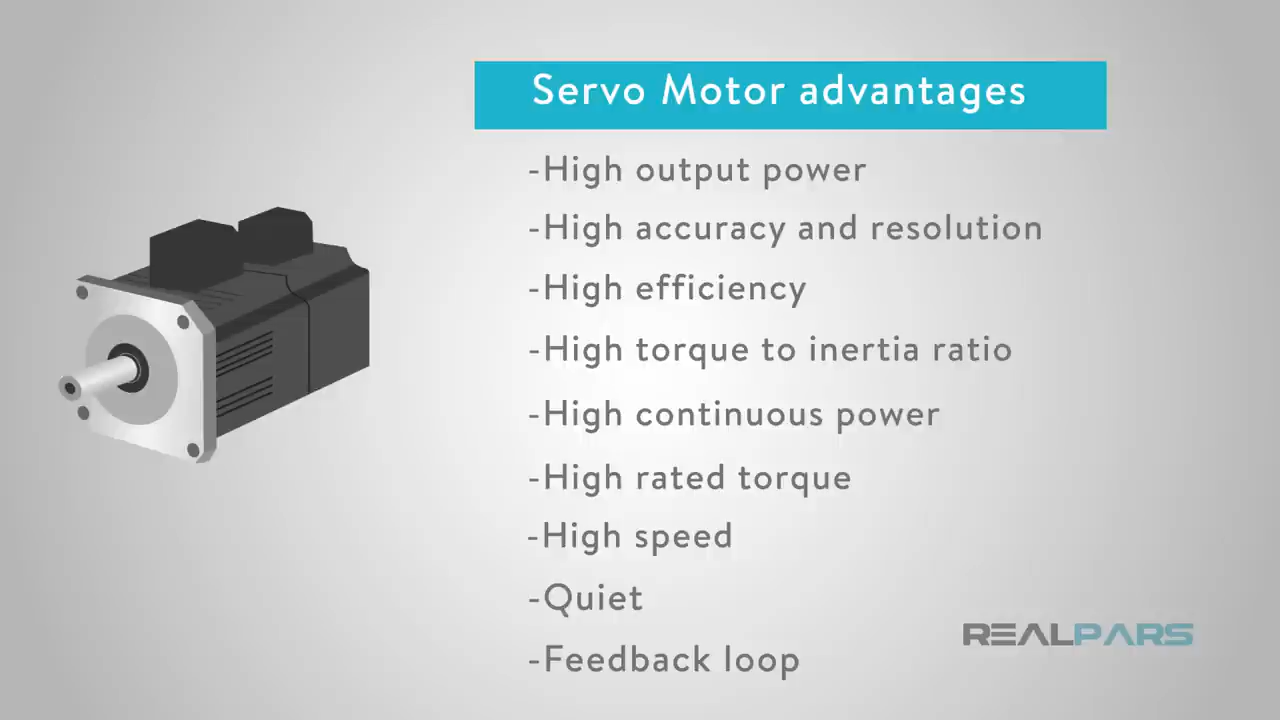 Servo Motor advantages
-High output power
-High accuracy and resolution
-High efficiency
-High torque to inertia ratio
-High continuous power
-High rated torque
-High speed
-Quiet
-Feedback loop
REALPARS